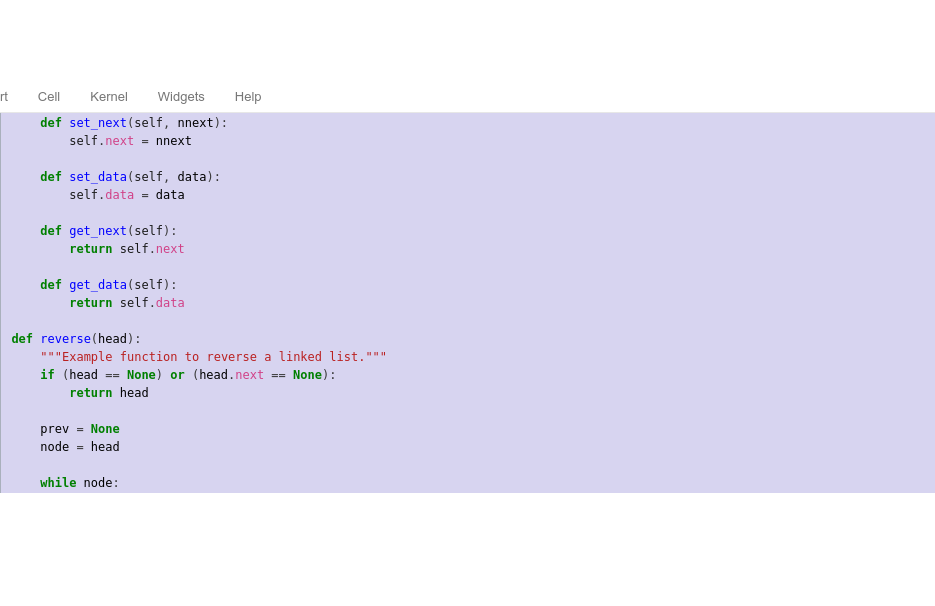 rt Cell Kernel Widgets Help
    def set_next(self, nnext):
        self.next = nnext

    def set_data(self, data):
        self.data = data

    def get_next(self):
        return self.next

    def get_data(self):
        return self.data

def reverse(head):
    """Example function to reverse a linked list."""
    if (head == None) or (head.next == None):
        return head

    prev = None
    node = head

    while node: